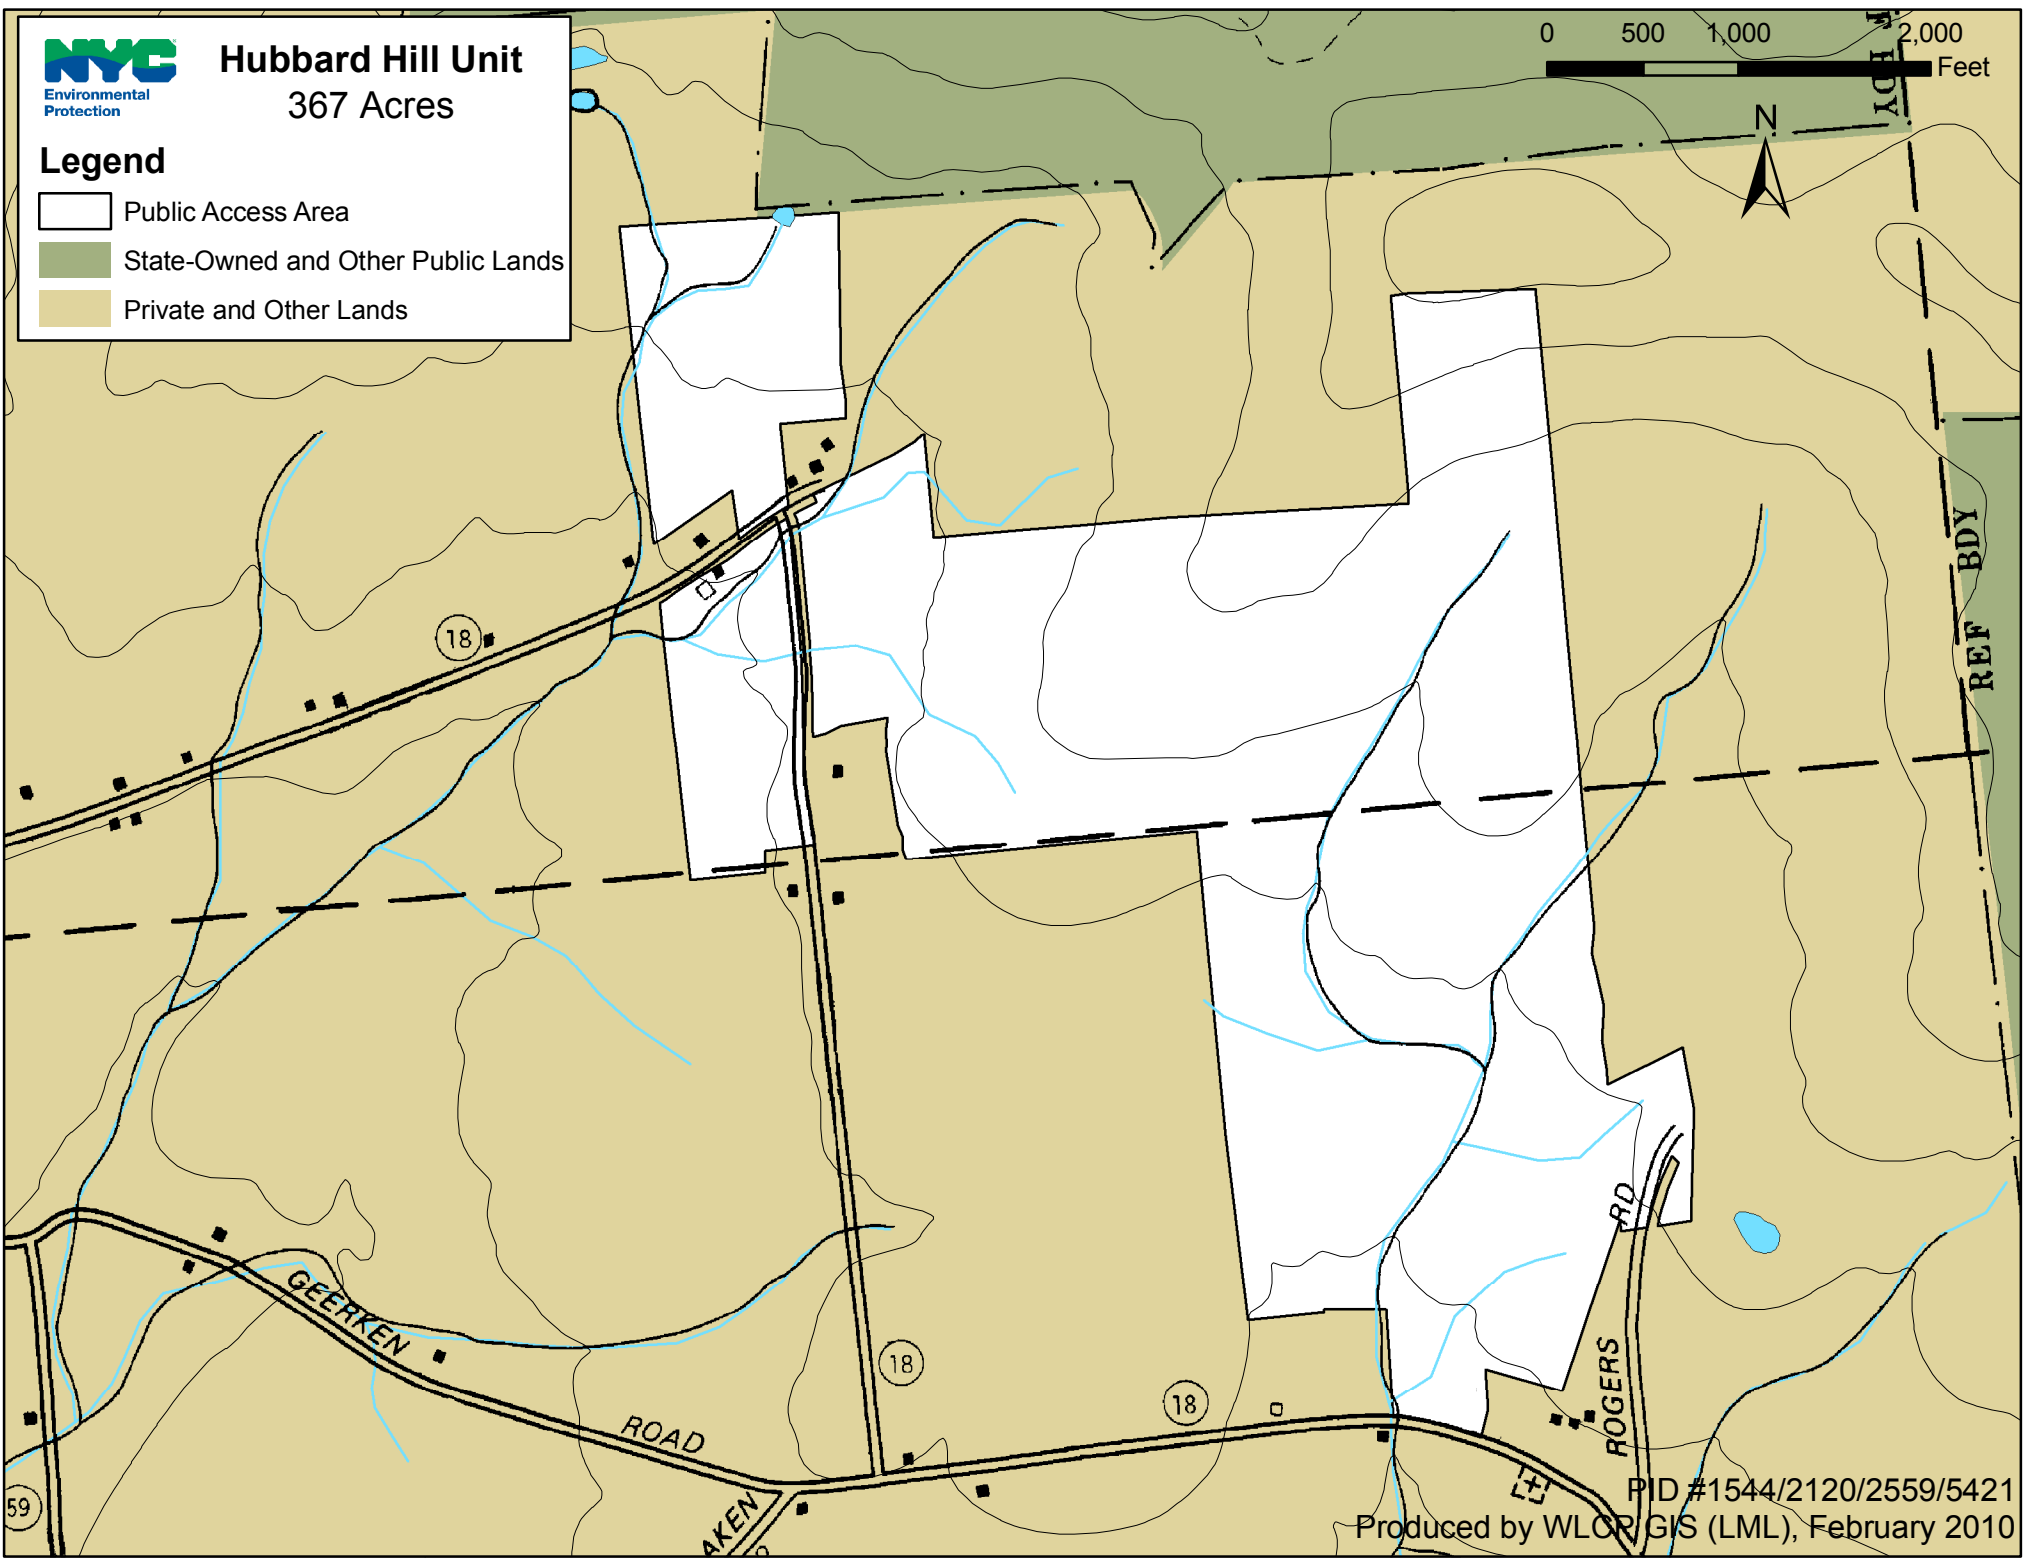 NYC
Environmental
Protection
Hubbard Hill Unit
367 Acres
Legend
Public Access Area
State-Owned and Other Public Lands
Private and Other Lands
0 500 1,000 2,000
Feet
N
BDY
REF BDY
18
RD
ROGERS
GEERKEN
ROAD
18
18
59
AKEN
PID #1544/2120/2559/5421
Produced by WLCP GIS (LML), February 2010